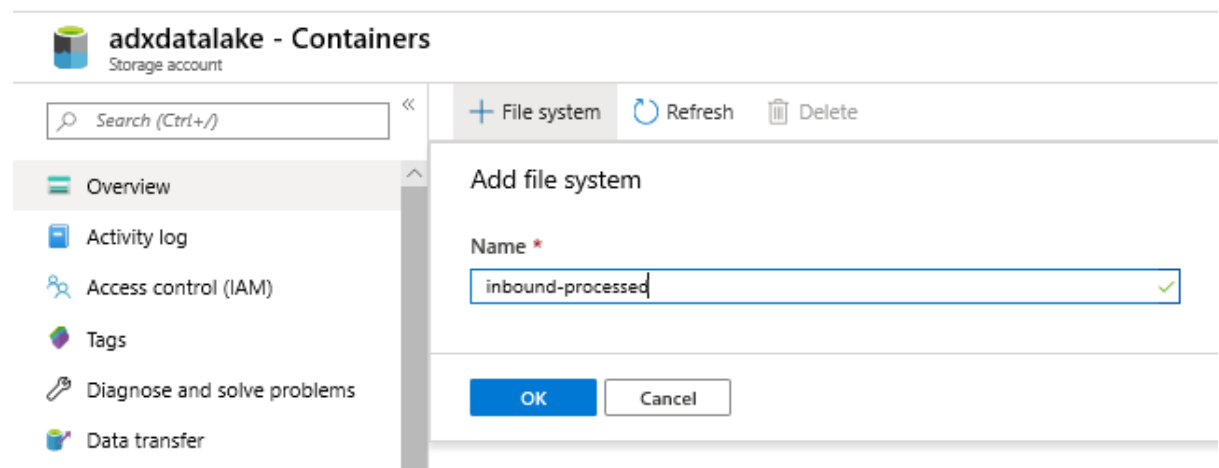 adxdatalake - Containers
Storage account
Search (Ctrl+/)
«
+ File system Refresh Delete
Overview
Activity log
Access control (IAM)
Tags
Diagnose and solve problems
Data transfer
Add file system
Name *
inbound-processed
OK Cancel